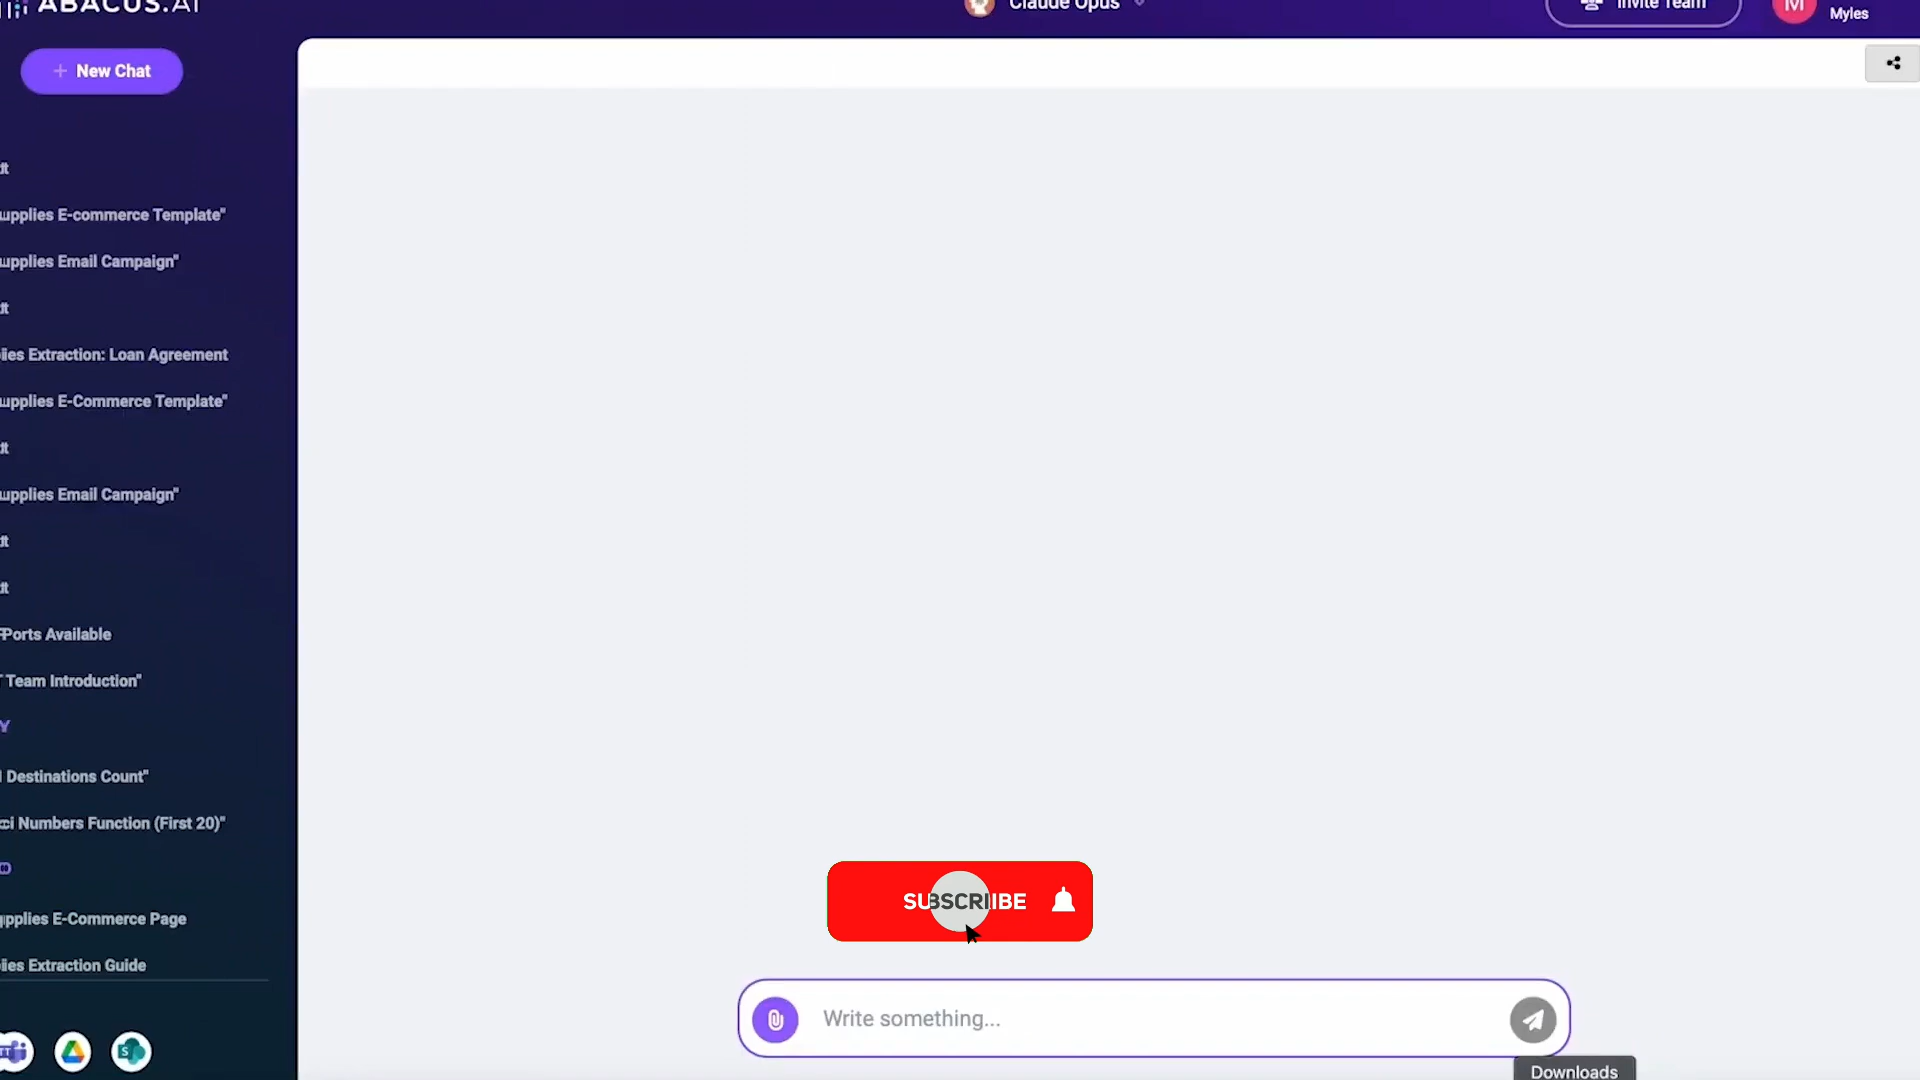 ABACUS.AI
Claude Opus
Invite Team
M
Myles
+ New Chat
upplies E-commerce Template"
upplies Email Campaign"
ies Extraction: Loan Agreement
upplies E-Commerce Template"
upplies Email Campaign"
Ports Available
Team Introduction"
Y
Destinations Count"
ci Numbers Function (First 20)"
pplies E-Commerce Page
ies Extraction Guide
SUBSCRIBE
Write something...
S
Downloads